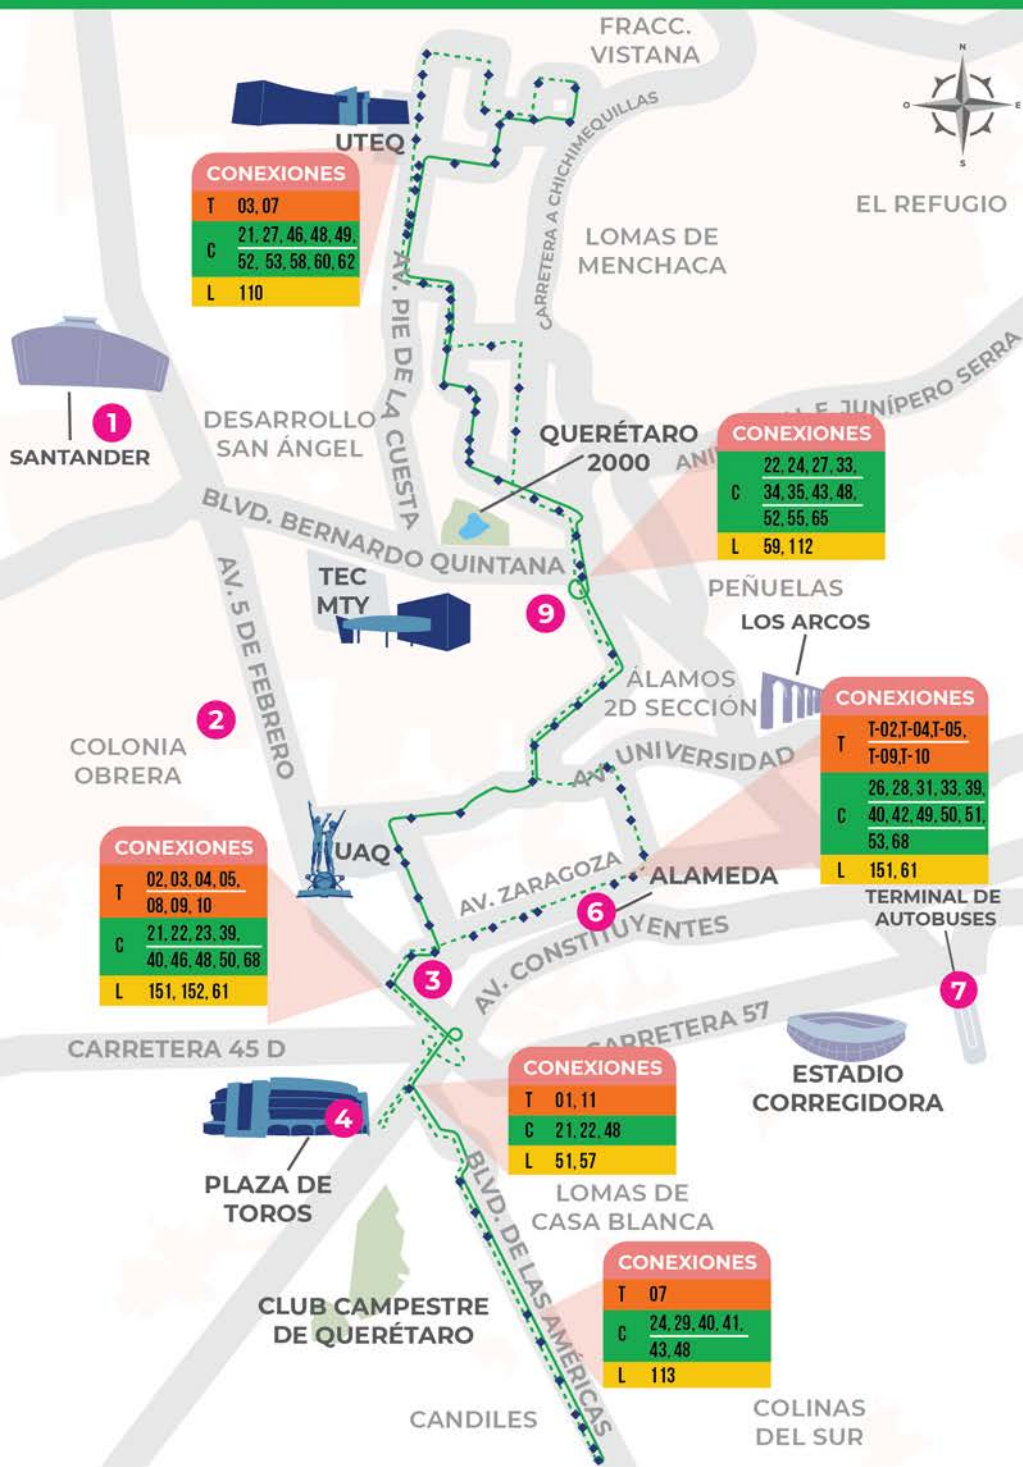 FRACC.
VISTANA
N
O
E
S
UTEQ
CARRETERA A CHICHIMEQUILLAS
CONEXIONES
T 03, 07
C 21, 27, 46, 48, 49,
52, 53, 58, 60, 62
L 110
EL REFUGIO
LOMAS DE
MENCHACA
AV. PIE DE LA CUESTA
1
SANTANDER
DESARROLLO
SAN ÁNGEL
QUERÉTARO
2000
JUNÍPERO SERRA
CONEXIONES
C 22, 24, 27, 33,
34, 35, 43, 48,
52, 55, 65
L 59, 112
BLVD. BERNARDO QUINTANA
TEC
MTY
9
PEÑUELAS
LOS ARCOS
AV. 5 DE FEBRERO
ÁLAMOS
2D SECCIÓN
2
COLONIA
OBRERA
AV. UNIVERSIDAD
CONEXIONES
T T-02,T-04,T-05,
T-09,T-10
C 26, 28, 31, 33, 39,
40, 42, 49, 50, 51,
53, 68
L 151, 61
UAQ
CONEXIONES
T 02, 03, 04, 05,
08, 09, 10
C 21, 22, 23, 39,
40, 46, 48, 50, 68
L 151, 152, 61
AV. ZARAGOZA
ALAMEDA
6
TERMINAL DE
AUTOBUSES
AV. CONSTITUYENTES
3
7
CARRETERA 45 D
CARRETERA 57
ESTADIO
CORREGIDORA
CONEXIONES
T 01, 11
C 21, 22, 48
L 51, 57
4
PLAZA DE
TOROS
BLVD. DE LAS AMÉRICAS
LOMAS DE
CASA BLANCA
CLUB CAMPESTRE
DE QUERÉTARO
CONEXIONES
T 07
C 24, 29, 40, 41,
43, 48
L 113
CANDILES
COLINAS
DEL SUR